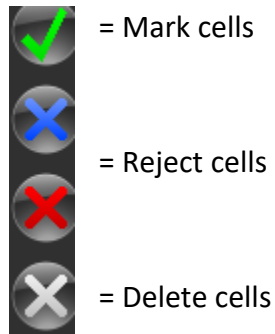 = Mark cells
= Reject cells
= Delete cells